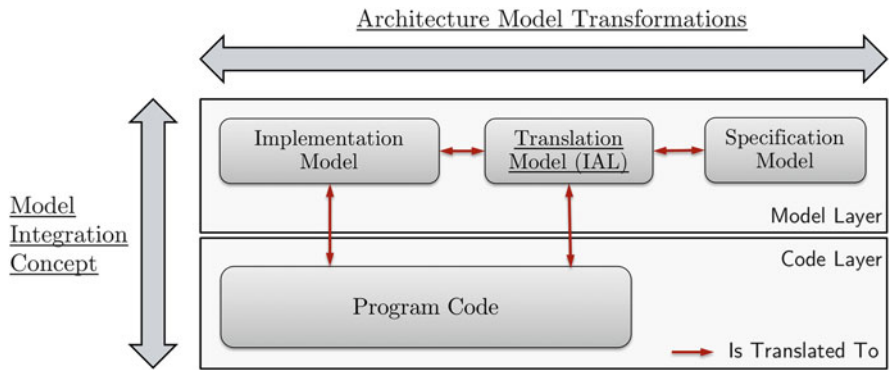 Architecture Model Transformations
Implementation
Model
Translation
Model (IAL)
Specification
Model
Model Layer
Model
Integration
Concept
Code Layer
Program Code
Is Translated To